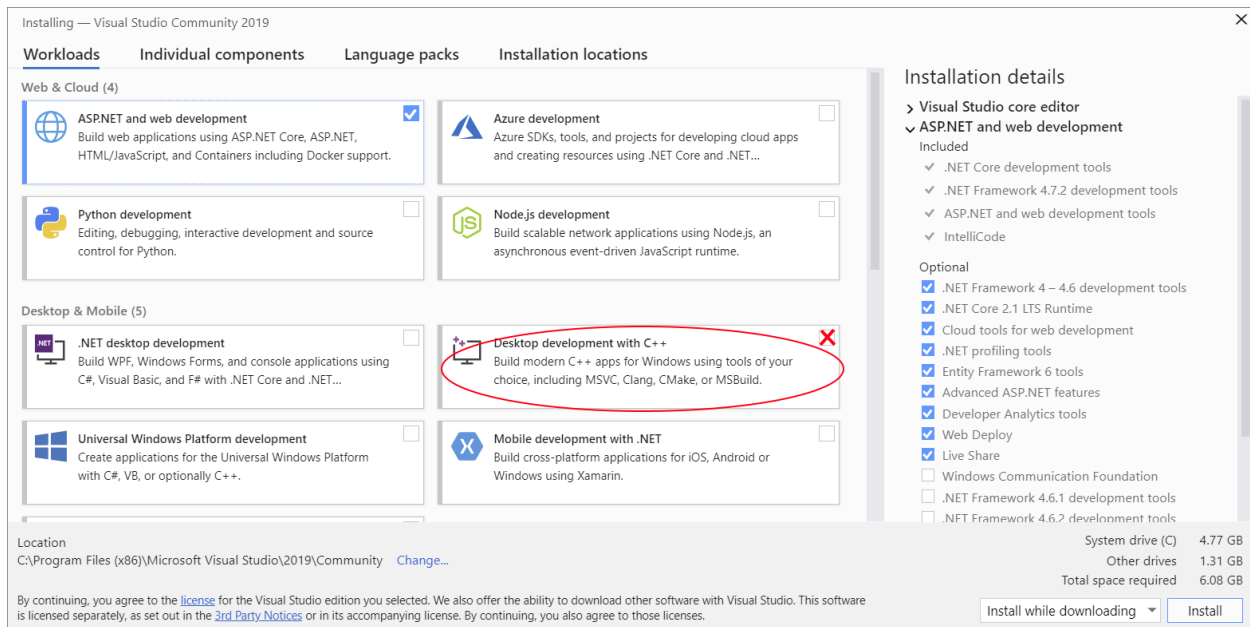 Installing — Visual Studio Community 2019
Workloads
Individual components
Language packs
Installation locations
Web & Cloud (4)
ASP.NET and web development
Build web applications using ASP.NET Core, ASP.NET,
HTML/JavaScript, and Containers including Docker support.
Azure development
Azure SDKs, tools, and projects for developing cloud apps
and creating resources using .NET Core and .NET...
Python development
Editing, debugging, interactive development and source
control for Python.
JS
Node.js development
Build scalable network applications using Node.js, an
asynchronous event-driven JavaScript runtime.
Desktop & Mobile (5)
.NET
.NET desktop development
Build WPF, Windows Forms, and console applications using
C#, Visual Basic, and F# with .NET Core and .NET...
Desktop development with C++
Build modern C++ apps for Windows using tools of your
choice, including MSVC, Clang, CMake, or MSBuild.
Universal Windows Platform development
Create applications for the Universal Windows Platform
with C#, VB, or optionally C++.
Mobile development with .NET
Build cross-platform applications for iOS, Android or
Windows using Xamarin.
Installation details
Visual Studio core editor
ASP.NET and web development
Included
.NET Core development tools
.NET Framework 4.7.2 development tools
ASP.NET and web development tools
IntelliCode
Optional
.NET Framework 4 – 4.6 development tools
.NET Core 2.1 LTS Runtime
Cloud tools for web development
.NET profiling tools
Entity Framework 6 tools
Advanced ASP.NET features
Developer Analytics tools
Web Deploy
Live Share
Windows Communication Foundation
.NET Framework 4.6.1 development tools
.NET Framework 4.6.2 development tools
Location
C:\Program Files (x86)\Microsoft Visual Studio\2019\Community Change...
System drive (C) 4.77 GB
Other drives 1.31 GB
Total space required 6.08 GB
By continuing, you agree to the license for the Visual Studio edition you selected. We also offer the ability to download other software with Visual Studio. This software
is licensed separately, as set out in the 3rd Party Notices or in its accompanying license. By continuing, you also agree to those licenses.
Install while downloading
Install